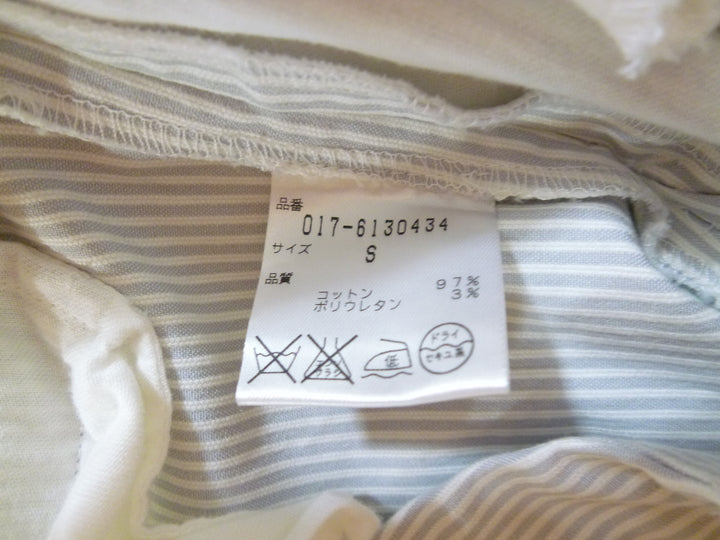 品番
017-6130434
サイズ S
品質
コットン 97%
ポリウレタン 3%
低
ドライ
セキユ系